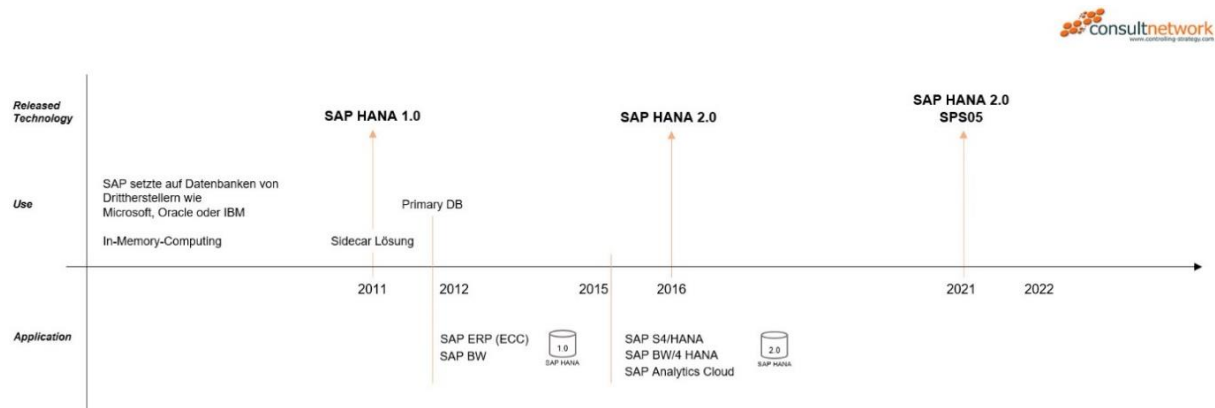 consultnetwork
www.controlling-strategy.com
Released
Technology
SAP HANA 1.0
SAP HANA 2.0
SAP HANA 2.0
SPS05
Use
SAP setzte auf Datenbanken von
Drittherstellern wie
Microsoft, Oracle oder IBM
In-Memory-Computing
Primary DB
Sidecar Lösung
2011
2012
2015
2016
2021
2022
Application
SAP ERP (ECC)
SAP BW
1.0
SAP HANA
SAP S4/HANA
SAP BW/4 HANA
SAP Analytics Cloud
2.0
SAP HANA